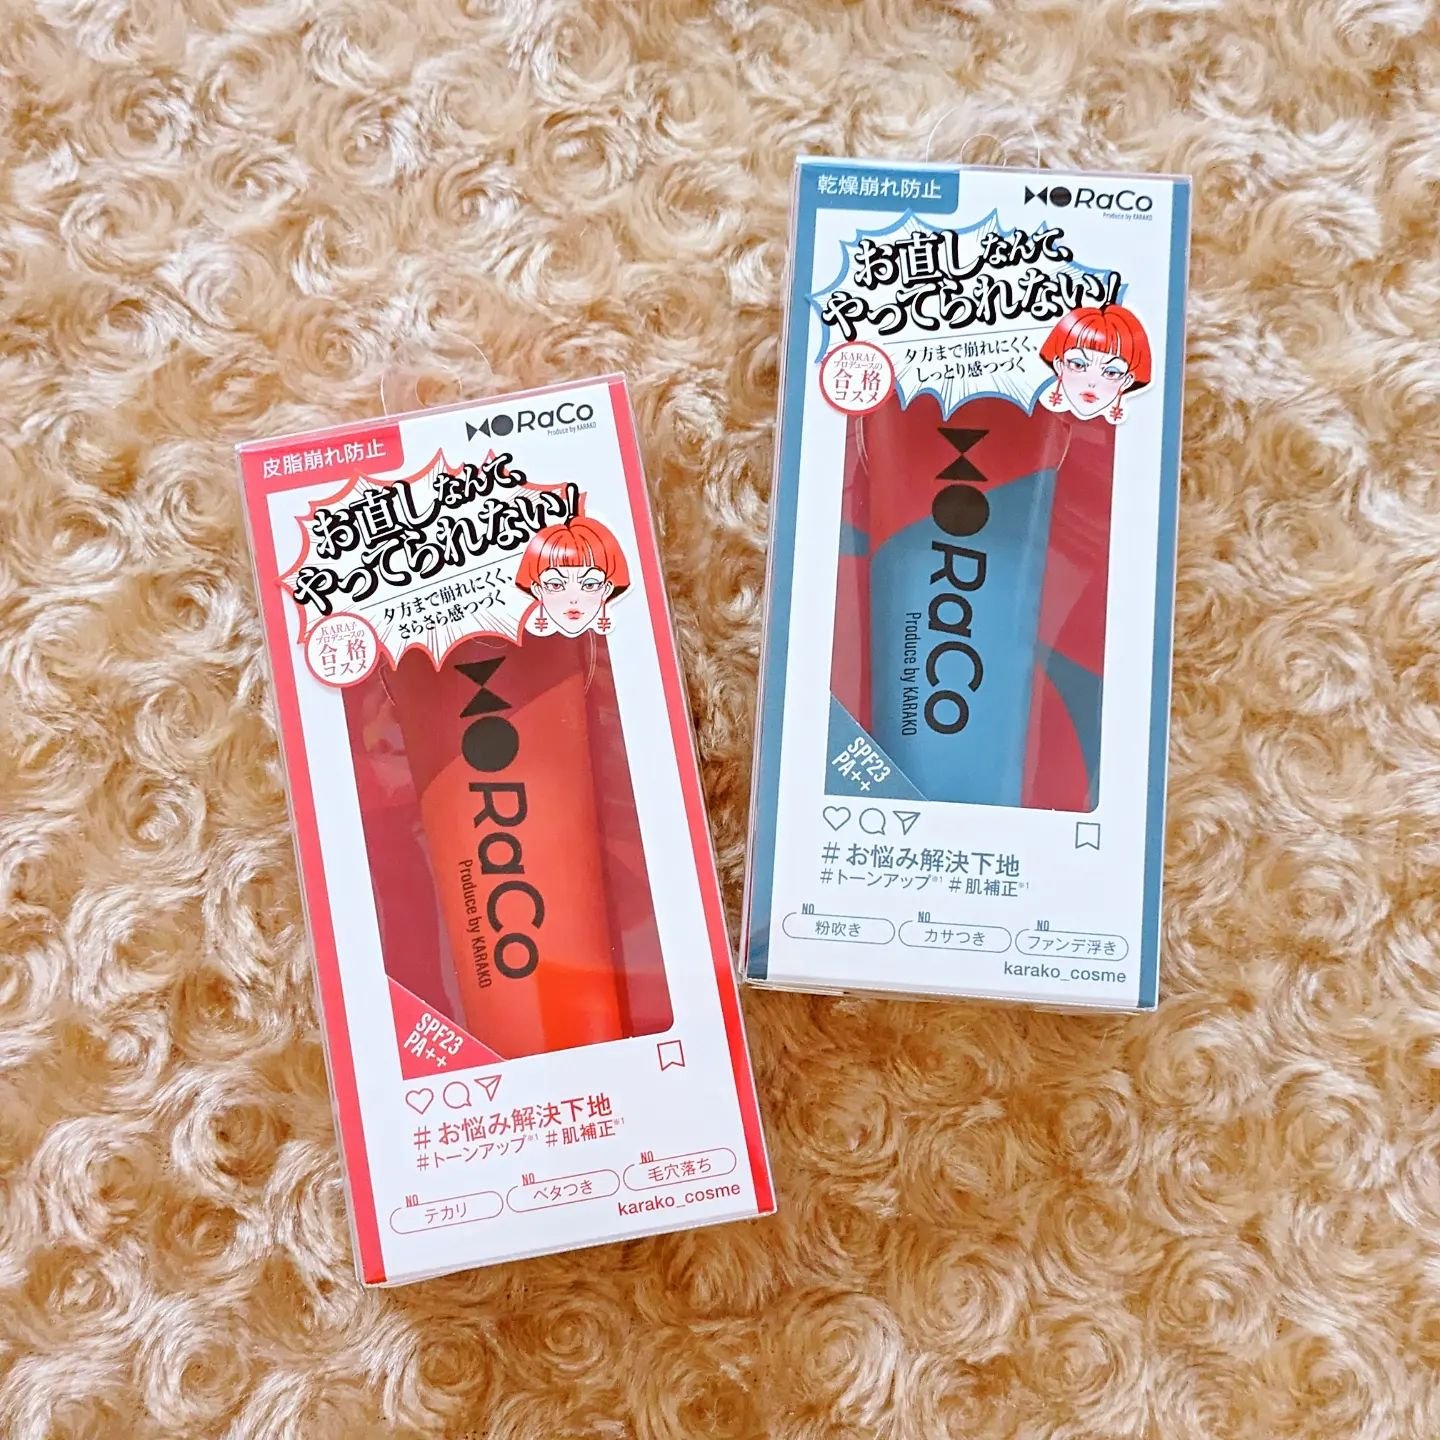 皮脂崩れ防止
MORaCo
Produce by KARAKO
お直しなんて、
やってられない!
夕方まで崩れにくく、
さらさら感つづく
KARA子
プロデュースの
合格
コスメ
MORaCo
Produce by KARAKO
SPF23
PA++
#お悩み解決下地
#トーンアップ※1 #肌補正※1
NO テカリ
NO ベタつき
NO 毛穴落ち
karako_cosme
乾燥崩れ防止
MORaCo
Produce by KARAKO
お直しなんて、
やってられない!
夕方まで崩れにくく、
しっとり感つづく
KARA子
プロデュースの
合格
コスメ
MORaCo
Produce by KARAKO
SPF23
PA++
#お悩み解決下地
#トーンアップ※1 #肌補正※1
NO 粉吹き
NO カサつき
NO ファンデ浮き
karako_cosme